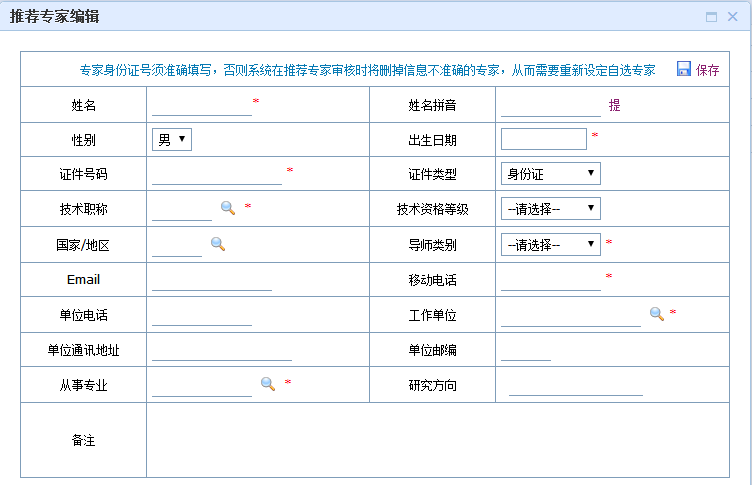 推荐专家编辑
专家身份证号须准确填写，否则系统在推荐专家审核时将删掉信息不准确的专家，从而需要重新设定自选专家 保存
姓名 * 姓名拼音 提
性别 男 出生日期 *
证件号码 * 证件类型 身份证
技术职称 * 技术资格等级 --请选择--
国家/地区 导师类别 --请选择-- *
Email 移动电话 *
单位电话 工作单位 *
单位通讯地址 单位邮编
从事专业 * 研究方向
备注